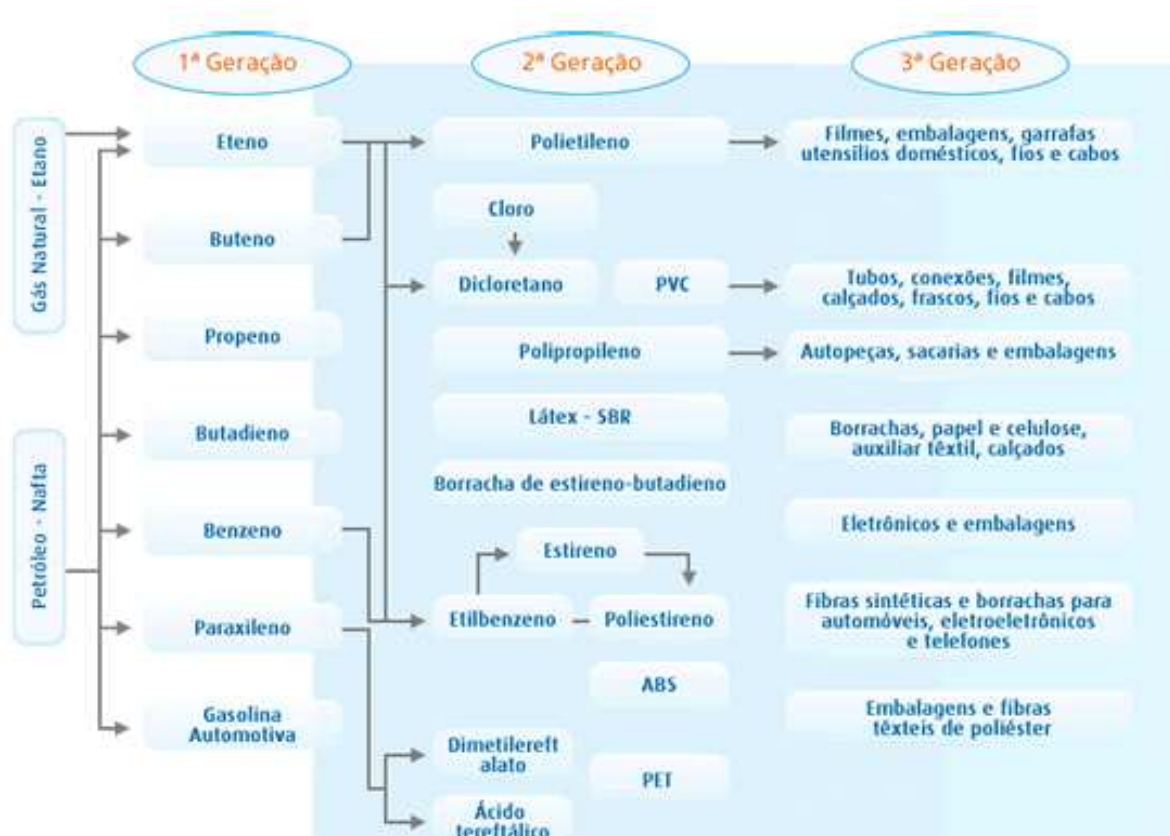 1ª Geração
2ª Geração
3ª Geração
Gás Natural - Etano
Petróleo - Nafta
Eteno
Buteno
Propeno
Butadieno
Benzeno
Paraxileno
Gasolina
Automotiva
Polietileno
Cloro
Dicloretano
PVC
Polipropileno
Látex - SBR
Borracha de estireno-butadieno
Estireno
Etilbenzeno
Poliestireno
ABS
Dimetilereft
alato
PET
Ácido
tereftálico
Filmes, embalagens, garrafas
utensílios domésticos, fios e cabos
Tubos, conexões, filmes,
calçados, frascos, fios e cabos
Autopeças, sacarias e embalagens
Borrachas, papel e celulose,
auxiliar têxtil, calçados
Eletrônicos e embalagens
Fibras sintéticas e borrachas para
automóveis, eletroeletrônicos
e telefones
Embalagens e fibras
têxteis de poliéster